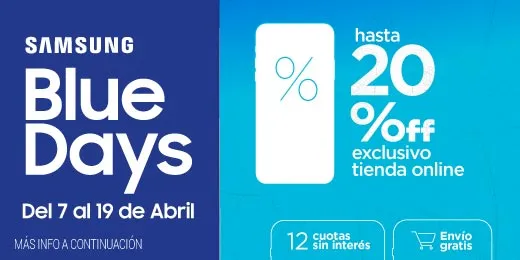 SAMSUNG
Blue
Days
Del 7 al 19 de Abril
MÁS INFO A CONTINUACIÓN
%
hasta
20
%off
exclusivo
tienda online
12 cuotas
sin interés
Envío
gratis